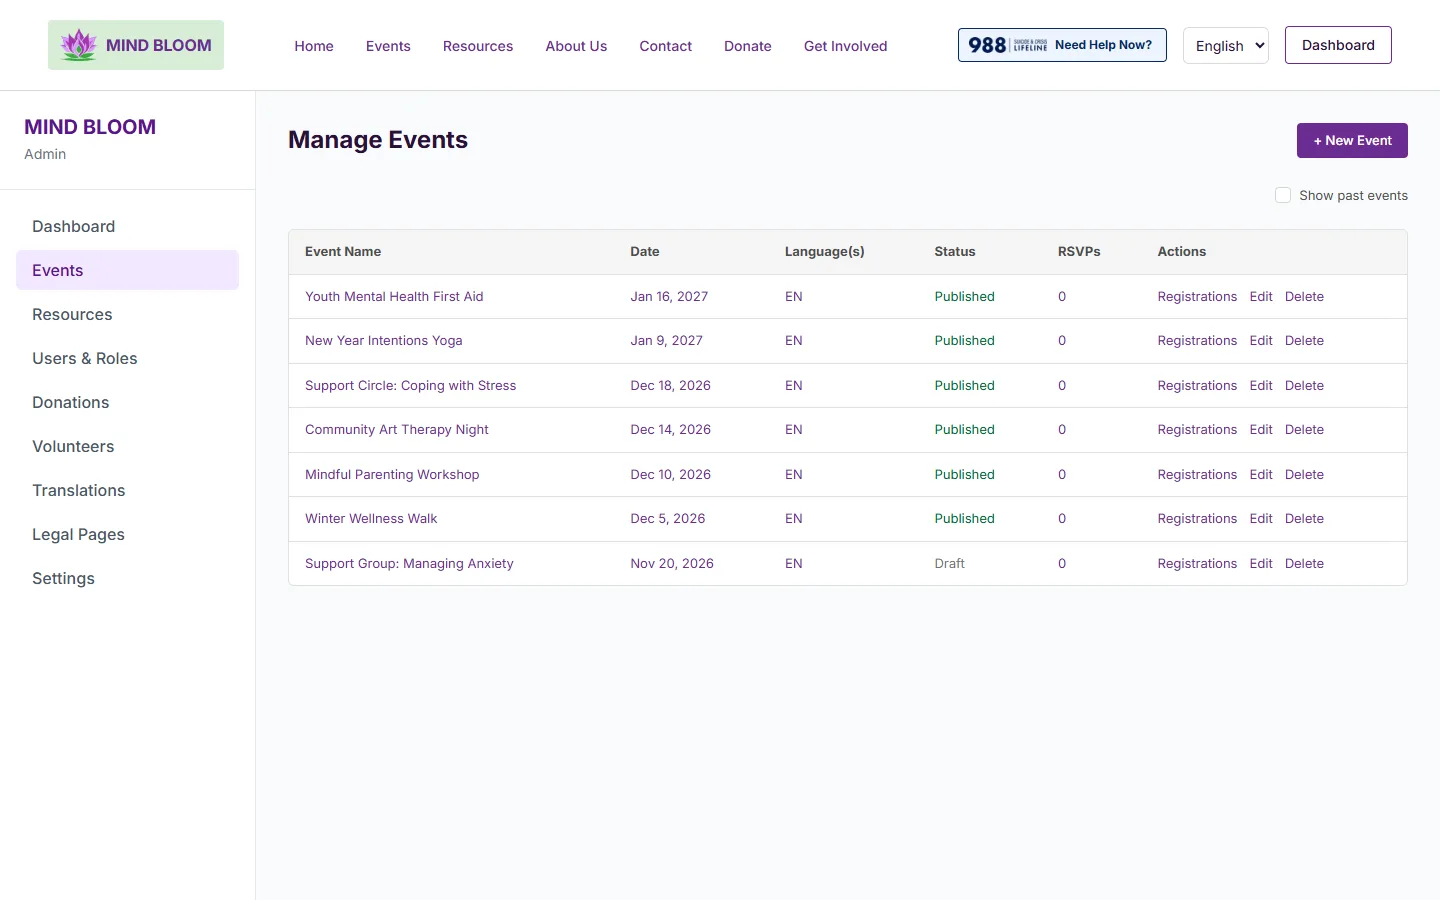 MIND BLOOM
Home Events Resources About Us Contact Donate Get Involved
988 SUICIDE & CRISIS LIFELINE Need Help Now?
English
Dashboard
MIND BLOOM
Admin
Dashboard
Events
Resources
Users & Roles
Donations
Volunteers
Translations
Legal Pages
Settings
Manage Events
+ New Event
Show past events
Event Name Date Language(s) Status RSVPs Actions
Youth Mental Health First Aid Jan 16, 2027 EN Published 0 Registrations Edit Delete
New Year Intentions Yoga Jan 9, 2027 EN Published 0 Registrations Edit Delete
Support Circle: Coping with Stress Dec 18, 2026 EN Published 0 Registrations Edit Delete
Community Art Therapy Night Dec 14, 2026 EN Published 0 Registrations Edit Delete
Mindful Parenting Workshop Dec 10, 2026 EN Published 0 Registrations Edit Delete
Winter Wellness Walk Dec 5, 2026 EN Published 0 Registrations Edit Delete
Support Group: Managing Anxiety Nov 20, 2026 EN Draft 0 Registrations Edit Delete